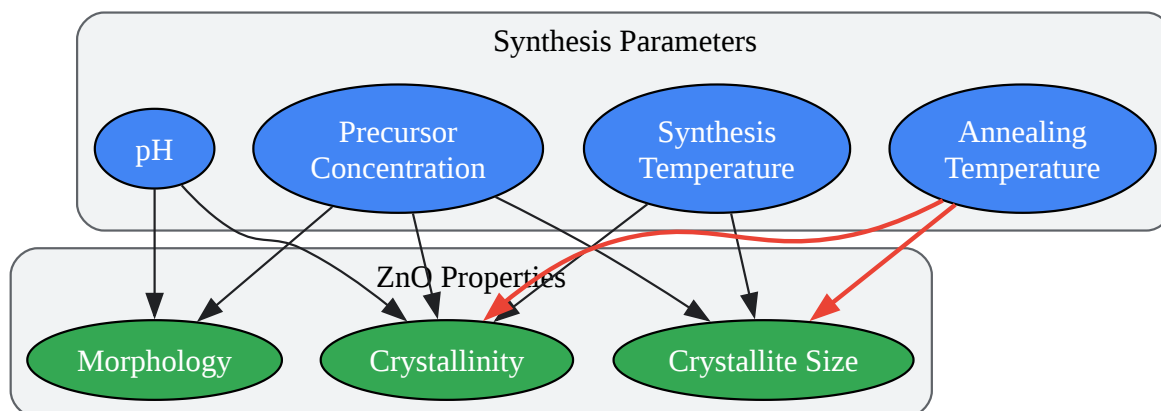 Synthesis Parameters
pH
Precursor
Concentration
Synthesis
Temperature
Annealing
Temperature
ZnO Properties
Morphology
Crystallinity
Crystallite Size